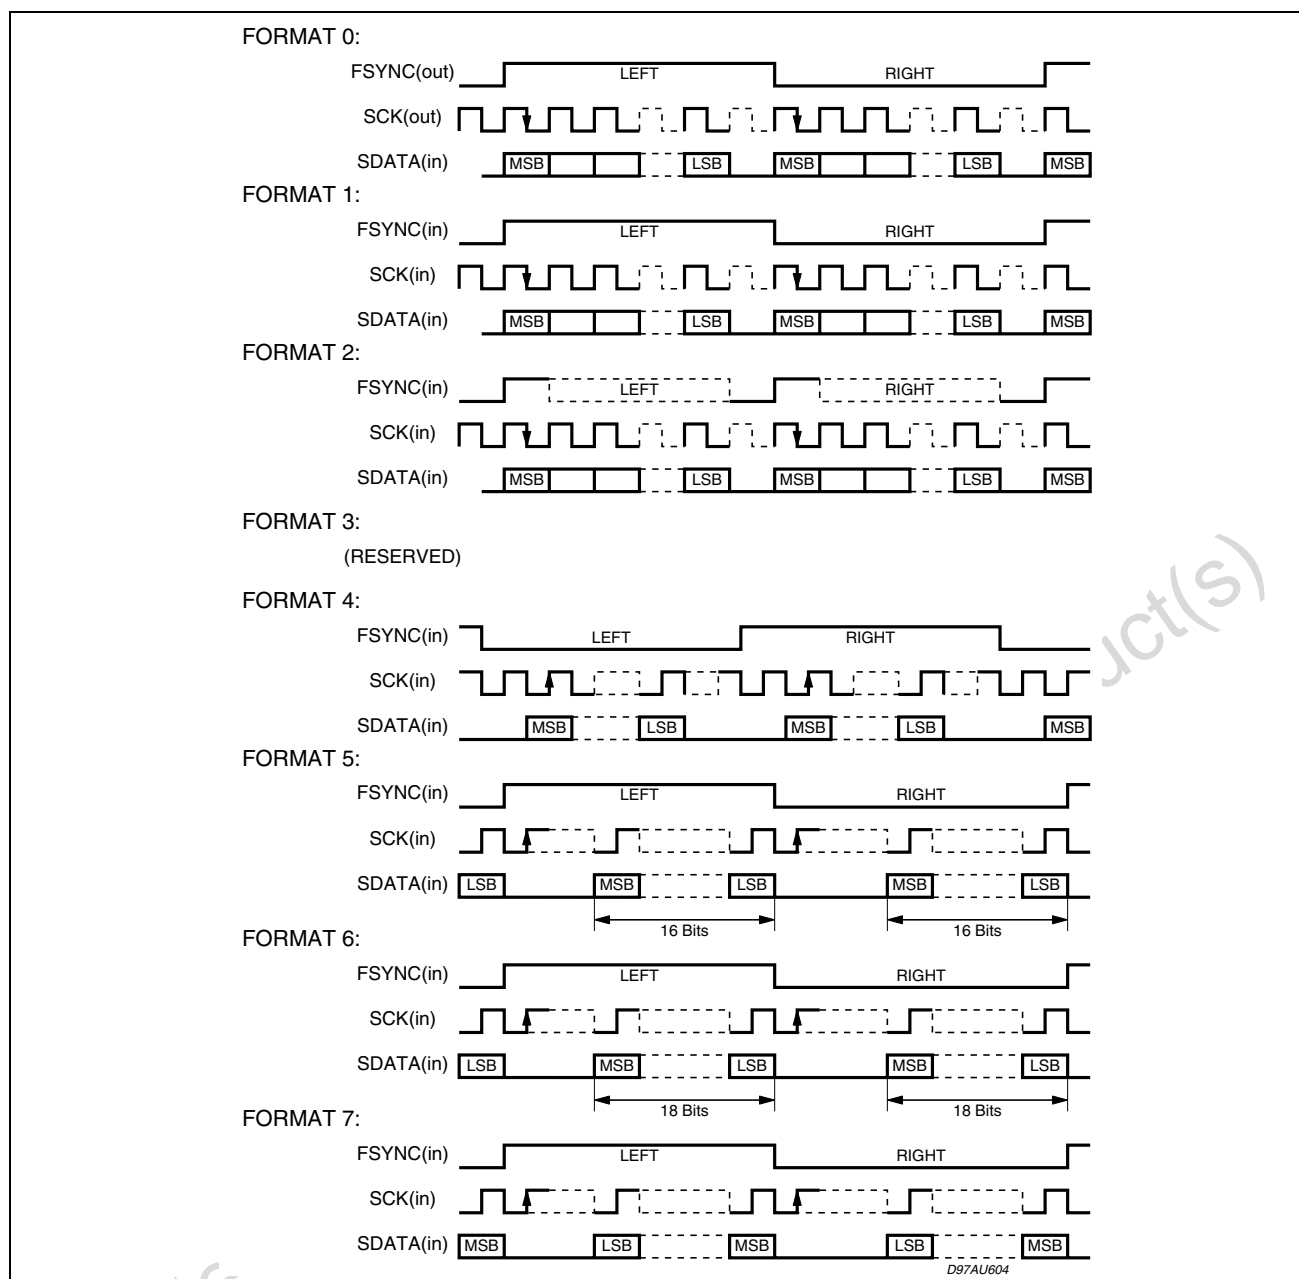 FORMAT 0:
FSYNC(out) LEFT RIGHT
SCK(out)
SDATA(in) MSB LSB MSB LSB MSB
FORMAT 1:
FSYNC(in) LEFT RIGHT
SCK(in)
SDATA(in) MSB LSB MSB LSB MSB
FORMAT 2:
FSYNC(in) LEFT RIGHT
SCK(in)
SDATA(in) MSB LSB MSB LSB MSB
FORMAT 3:
(RESERVED)
FORMAT 4:
FSYNC(in) LEFT RIGHT
SCK(in)
SDATA(in) MSB LSB MSB LSB MSB
FORMAT 5:
FSYNC(in) LEFT RIGHT
SCK(in)
SDATA(in) LSB MSB LSB MSB LSB
16 Bits 16 Bits
FORMAT 6:
FSYNC(in) LEFT RIGHT
SCK(in)
SDATA(in) LSB MSB LSB MSB LSB
18 Bits 18 Bits
FORMAT 7:
FSYNC(in) LEFT RIGHT
SCK(in)
SDATA(in) MSB LSB MSB LSB MSB
D97AU604
uct(s)